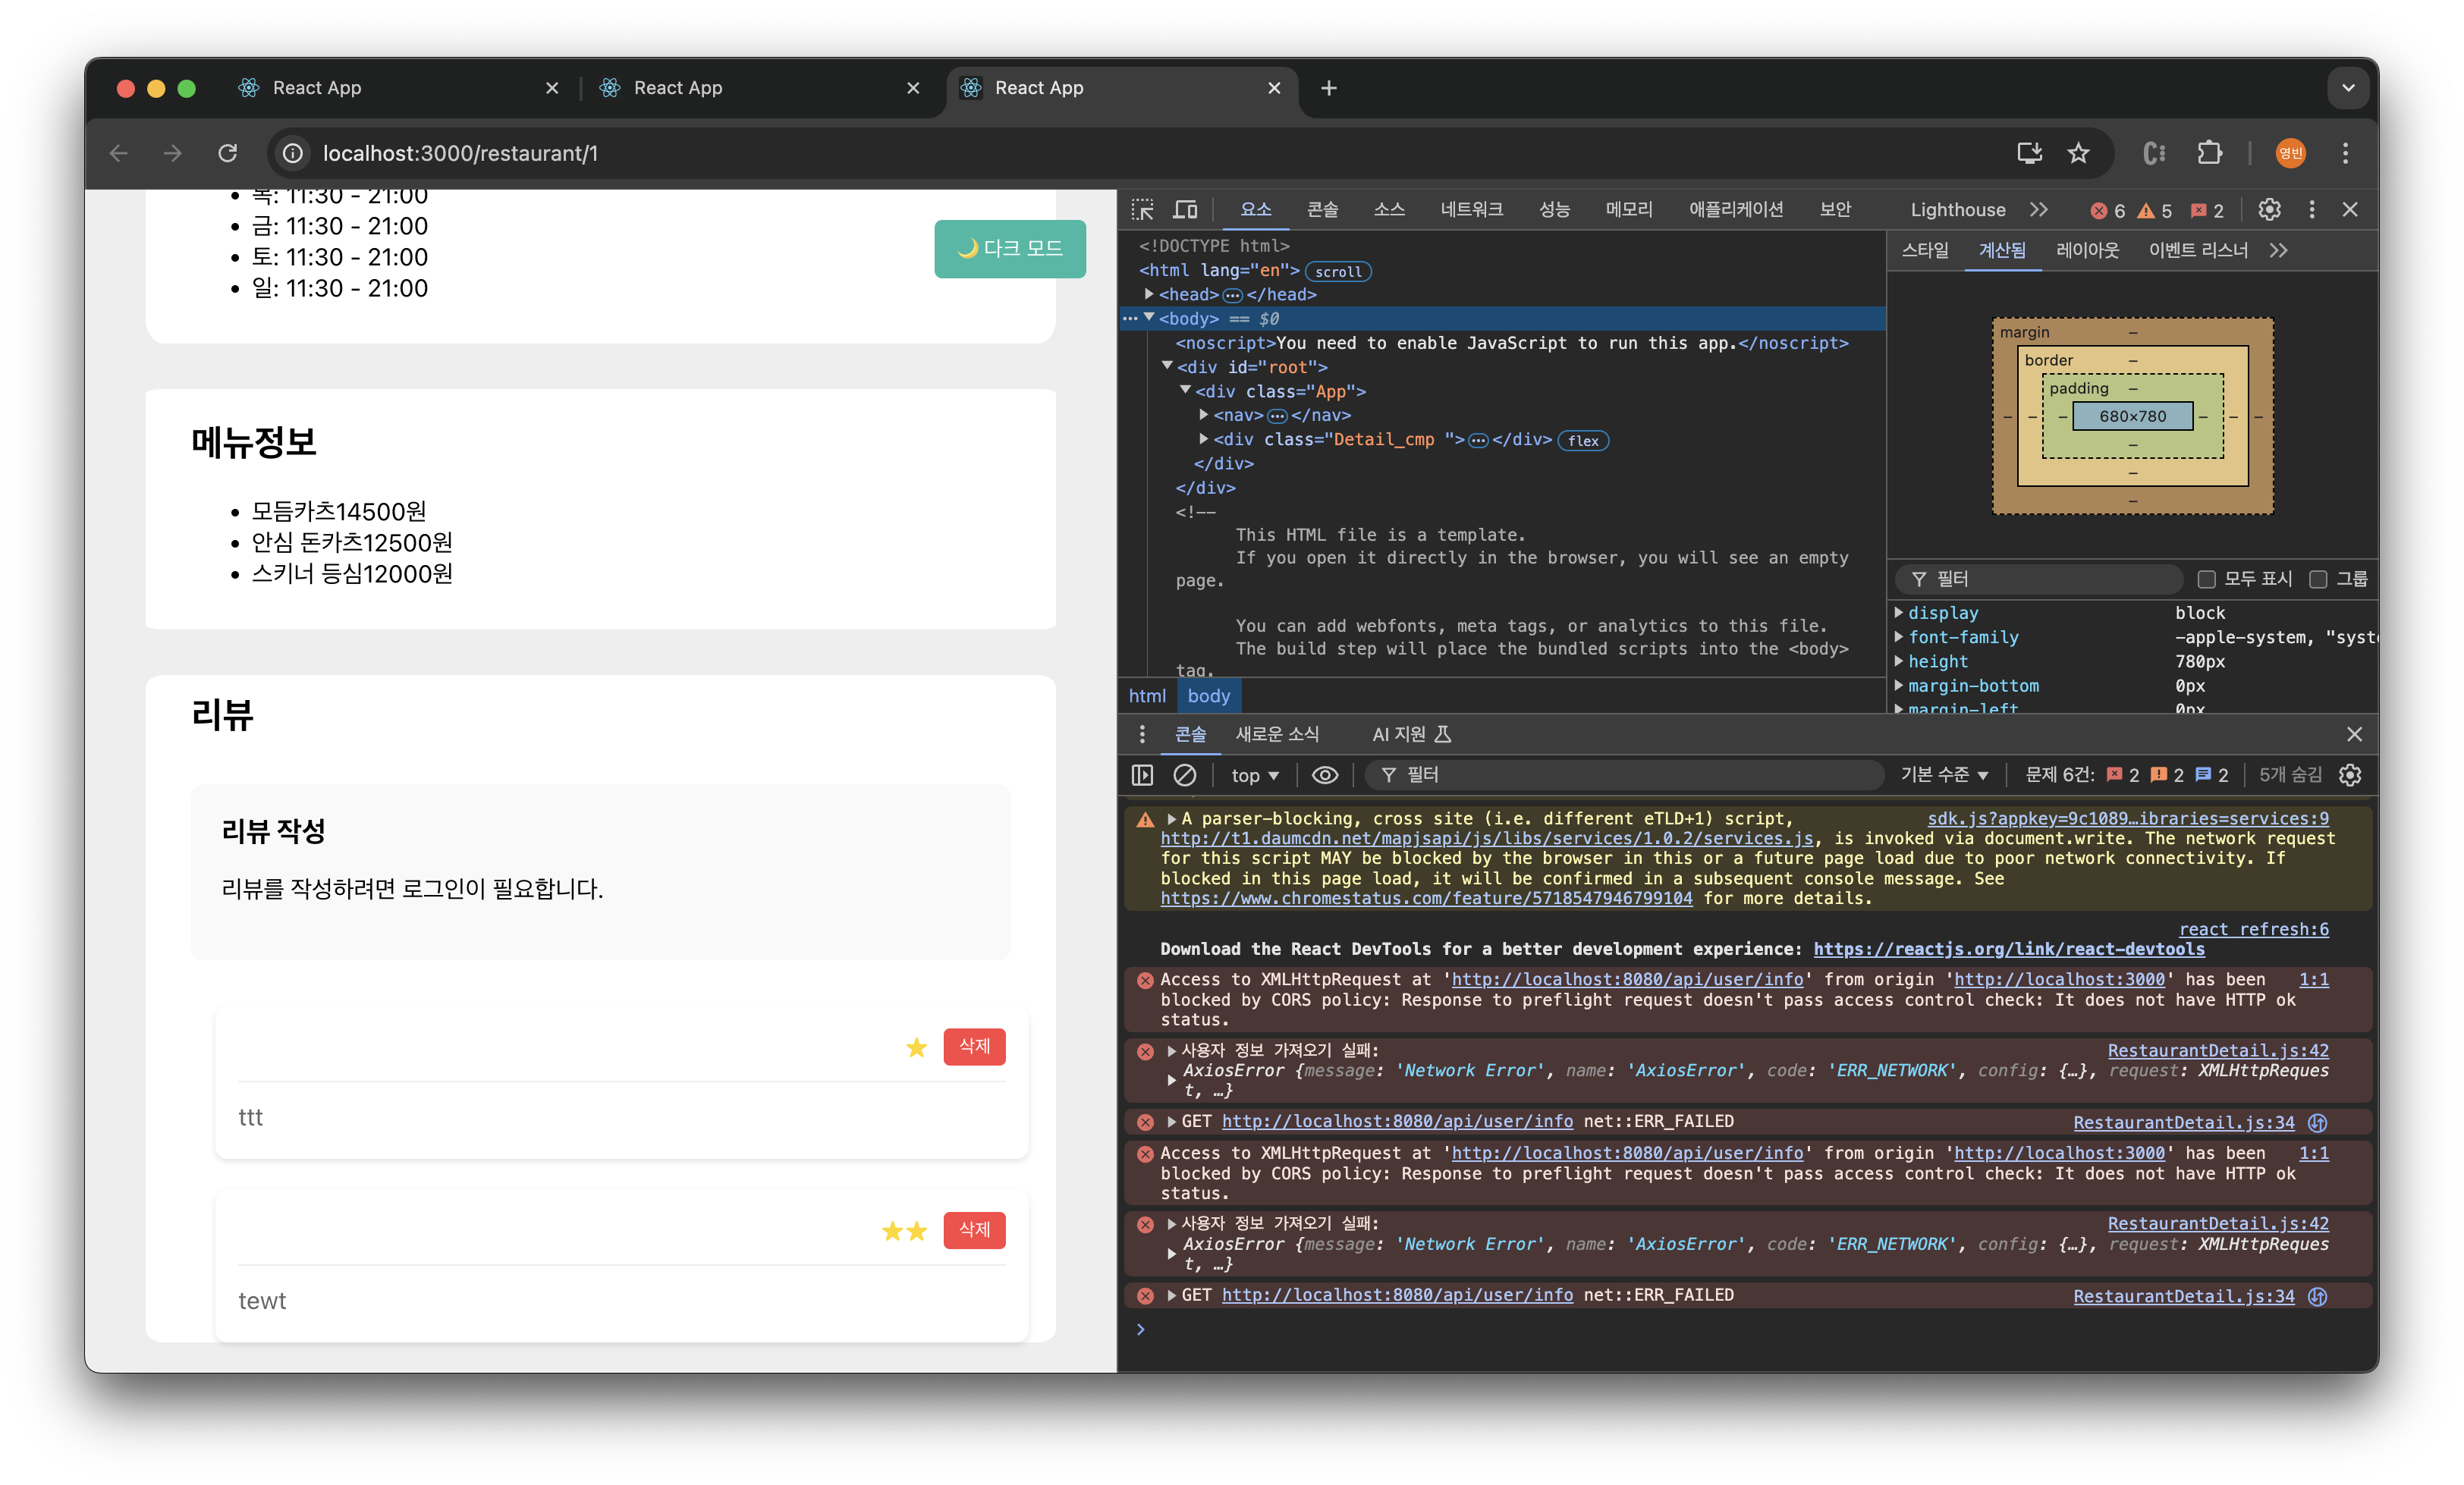 React App
React App
React App
localhost:3000/restaurant/1
영빈
목: 11:30 - 21:00
금: 11:30 - 21:00
토: 11:30 - 21:00
일: 11:30 - 21:00
🌙 다크 모드
메뉴정보
모듬카츠14500원
안심 돈카츠12500원
스키너 등심12000원
리뷰
리뷰 작성
리뷰를 작성하려면 로그인이 필요합니다.
⭐ 삭제
ttt
⭐⭐ 삭제
tewt
요소 콘솔 소스 네트워크 성능 메모리 애플리케이션 보안 Lighthouse 6 5 2
<!DOCTYPE html>
<html lang="en"> scroll
<head>…</head>
<body> == $0
<noscript>You need to enable JavaScript to run this app.</noscript>
<div id="root">
<div class="App">
<nav>…</nav>
<div class="Detail_cmp ">…</div> flex
</div>
</div>
<!--
This HTML file is a template.
If you open it directly in the browser, you will see an empty
page.
You can add webfonts, meta tags, or analytics to this file.
The build step will place the bundled scripts into the <body>
tag.
html body
스타일 계산됨 레이아웃 이벤트 리스너
margin –
border –
padding –
– – – 680×780 – – –
–
–
–
필터 모두 표시 그룹
display block
font-family -apple-system, "syst
height 780px
margin-bottom 0px
margin-left 0px
콘솔 새로운 소식 AI 지원
top 필터 기본 수준 문제 6건: 2 2 2 5개 숨김
A parser-blocking, cross site (i.e. different eTLD+1) script, sdk.js?appkey=9c1089…ibraries=services:9
http://t1.daumcdn.net/mapjsapi/js/libs/services/1.0.2/services.js, is invoked via document.write. The network request
for this script MAY be blocked by the browser in this or a future page load due to poor network connectivity. If
blocked in this page load, it will be confirmed in a subsequent console message. See
https://www.chromestatus.com/feature/5718547946799104 for more details.
react refresh:6
Download the React DevTools for a better development experience: https://reactjs.org/link/react-devtools
Access to XMLHttpRequest at 'http://localhost:8080/api/user/info' from origin 'http://localhost:3000' has been 1:1
blocked by CORS policy: Response to preflight request doesn't pass access control check: It does not have HTTP ok
status.
사용자 정보 가져오기 실패: RestaurantDetail.js:42
AxiosError {message: 'Network Error', name: 'AxiosError', code: 'ERR_NETWORK', config: {…}, request: XMLHttpReques
t, …}
GET http://localhost:8080/api/user/info net::ERR_FAILED RestaurantDetail.js:34
Access to XMLHttpRequest at 'http://localhost:8080/api/user/info' from origin 'http://localhost:3000' has been 1:1
blocked by CORS policy: Response to preflight request doesn't pass access control check: It does not have HTTP ok
status.
사용자 정보 가져오기 실패: RestaurantDetail.js:42
AxiosError {message: 'Network Error', name: 'AxiosError', code: 'ERR_NETWORK', config: {…}, request: XMLHttpReques
t, …}
GET http://localhost:8080/api/user/info net::ERR_FAILED RestaurantDetail.js:34